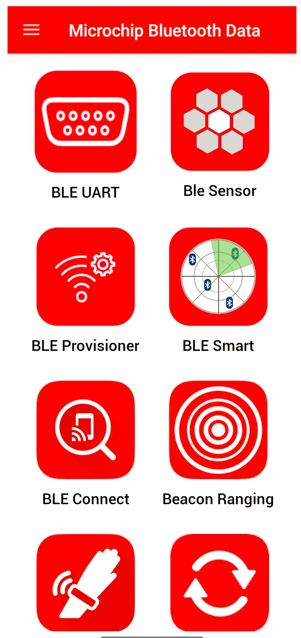 Microchip Bluetooth Data
BLE UART
Ble Sensor
BLE Provisioner
BLE Smart
BLE Connect
Beacon Ranging